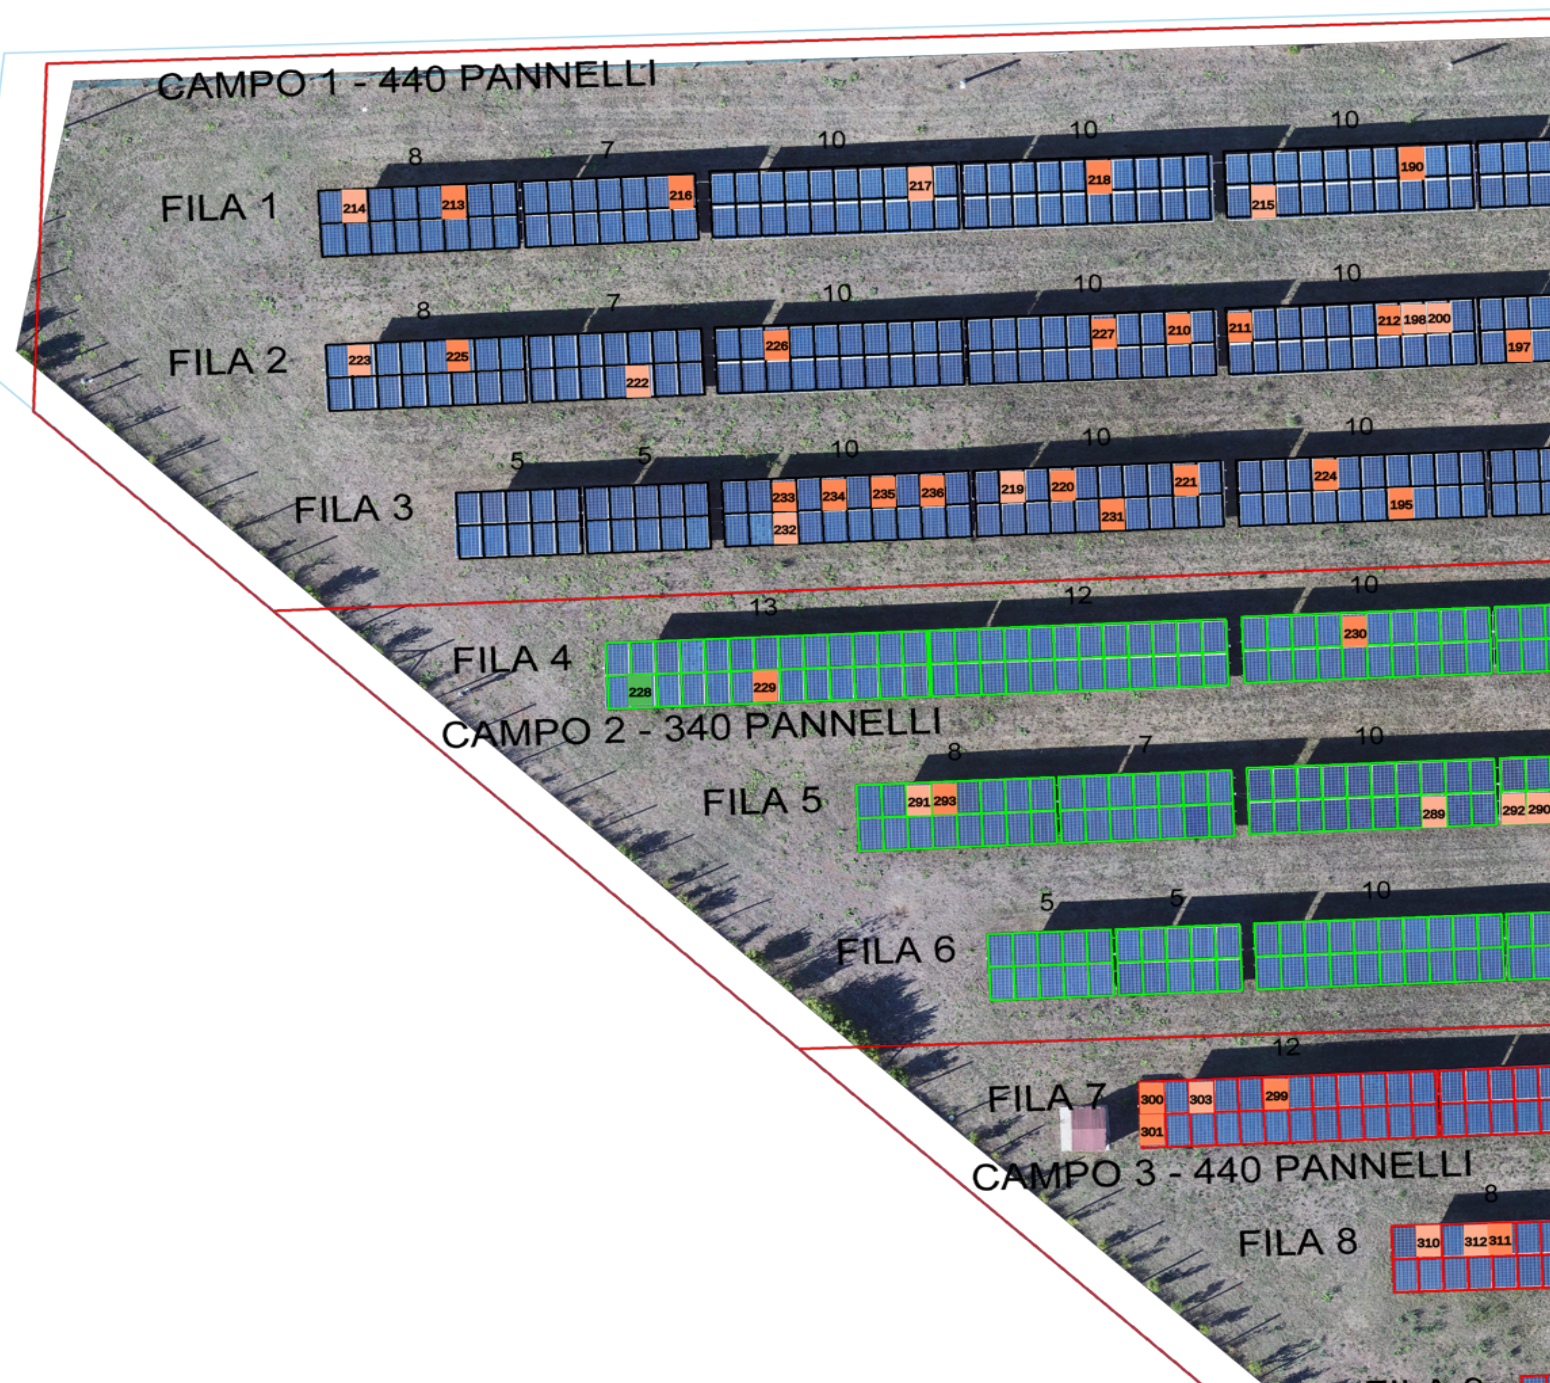 CAMPO 1 - 440 PANNELLI
8 7 10 10 10
FILA 1
214 213 216 217 218 215 190
8 7 10 10 10
FILA 2
223 225 222 226 227 210 211 212 198 200 197
5 5 10 10 10
FILA 3
233 234 235 236 219 220 221 224
232 231 195
13 12 10
FILA 4
228 229 230
CAMPO 2 - 340 PANNELLI
8 7 10
FILA 5
291 293 289 292 290
5 5 10
FILA 6
12
FILA 7
300 303 299
301
CAMPO 3 - 440 PANNELLI
8
FILA 8
310 312 311